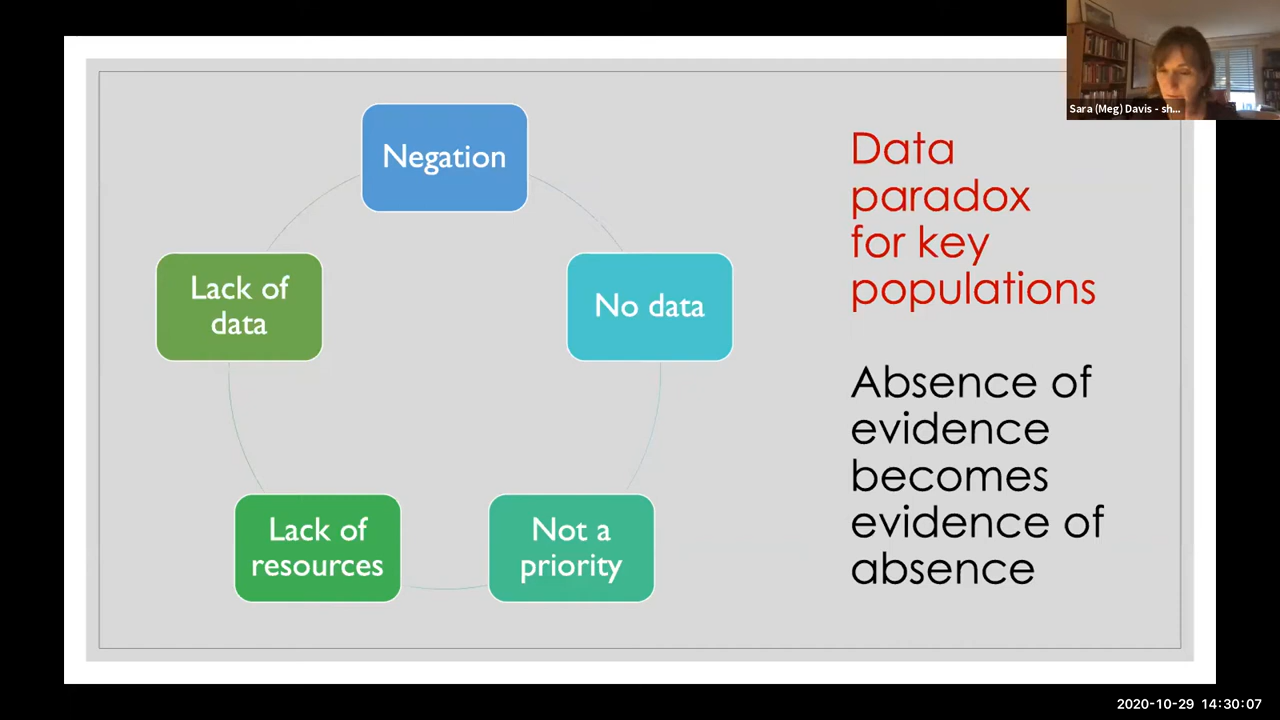 Negation
No data
Not a
priority
Lack of
resources
Lack of
data
Data
paradox
for key
populations
Absence of
evidence
becomes
evidence of
absence
Sara (Meg) Davis - sh...
2020-10-29 14:30:07